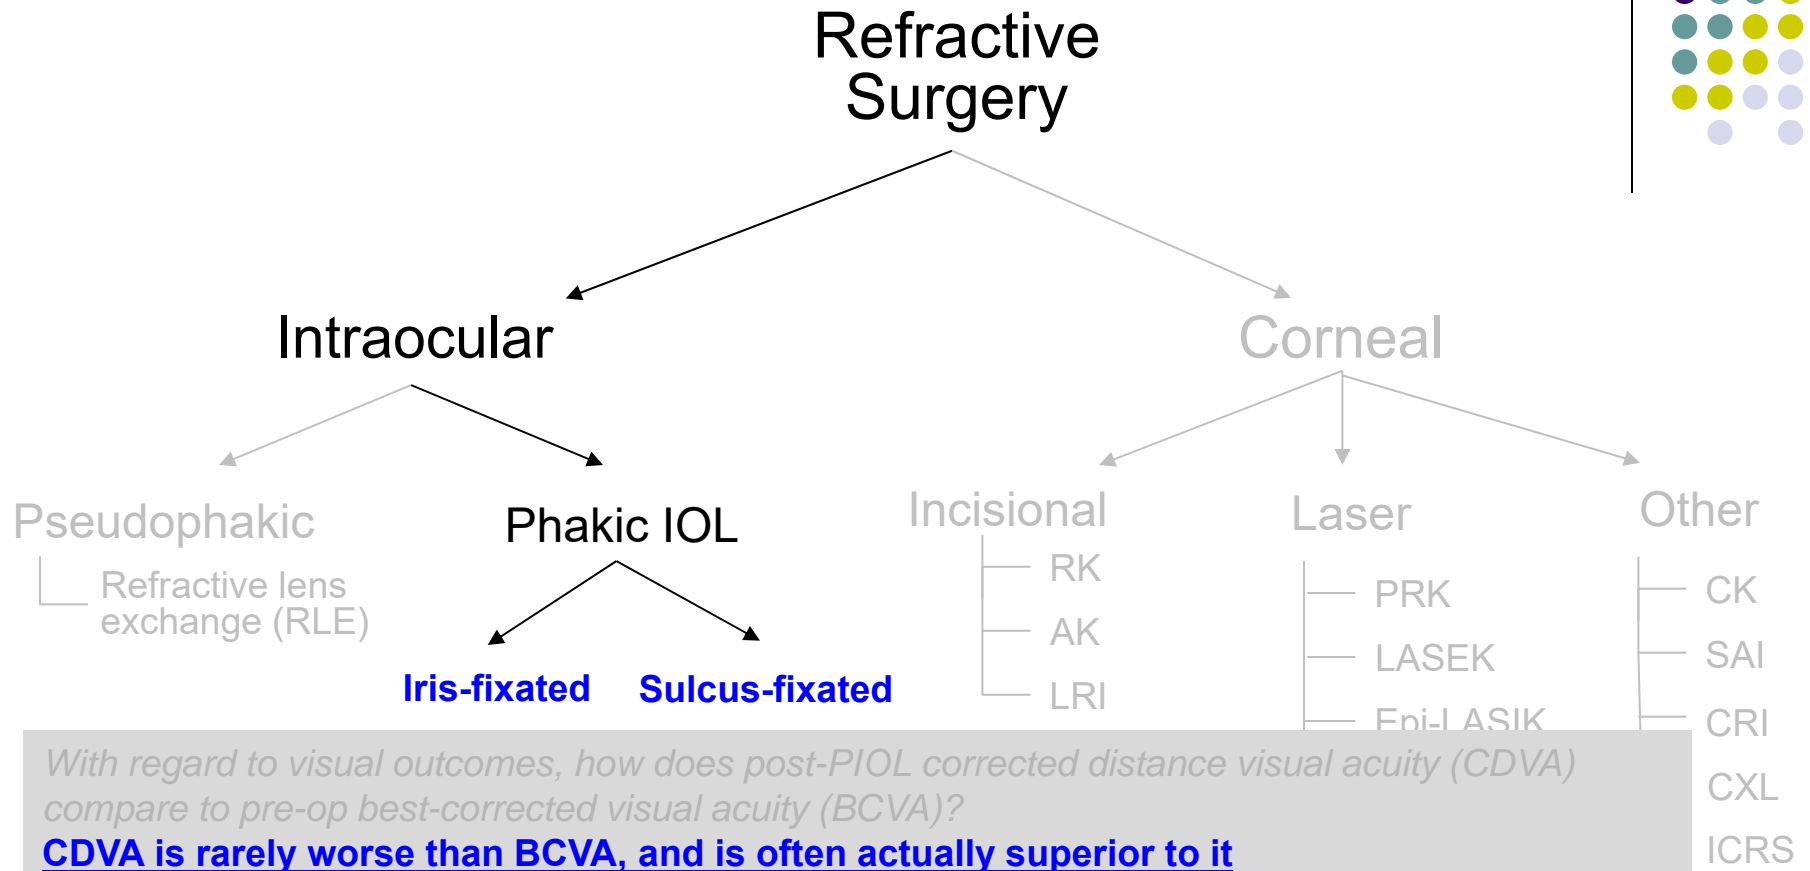 Refractive
Surgery
Intraocular
Corneal
Pseudophakic
Refractive lens
exchange (RLE)
Phakic IOL
Iris-fixated
Sulcus-fixated
Incisional
RK
AK
LRI
Laser
PRK
LASEK
Epi-LASIK
Other
CK
SAI
CRI
CXL
ICRS
With regard to visual outcomes, how does post-PIOL corrected distance visual acuity (CDVA)
compare to pre-op best-corrected visual acuity (BCVA)?
CDVA is rarely worse than BCVA, and is often actually superior to it